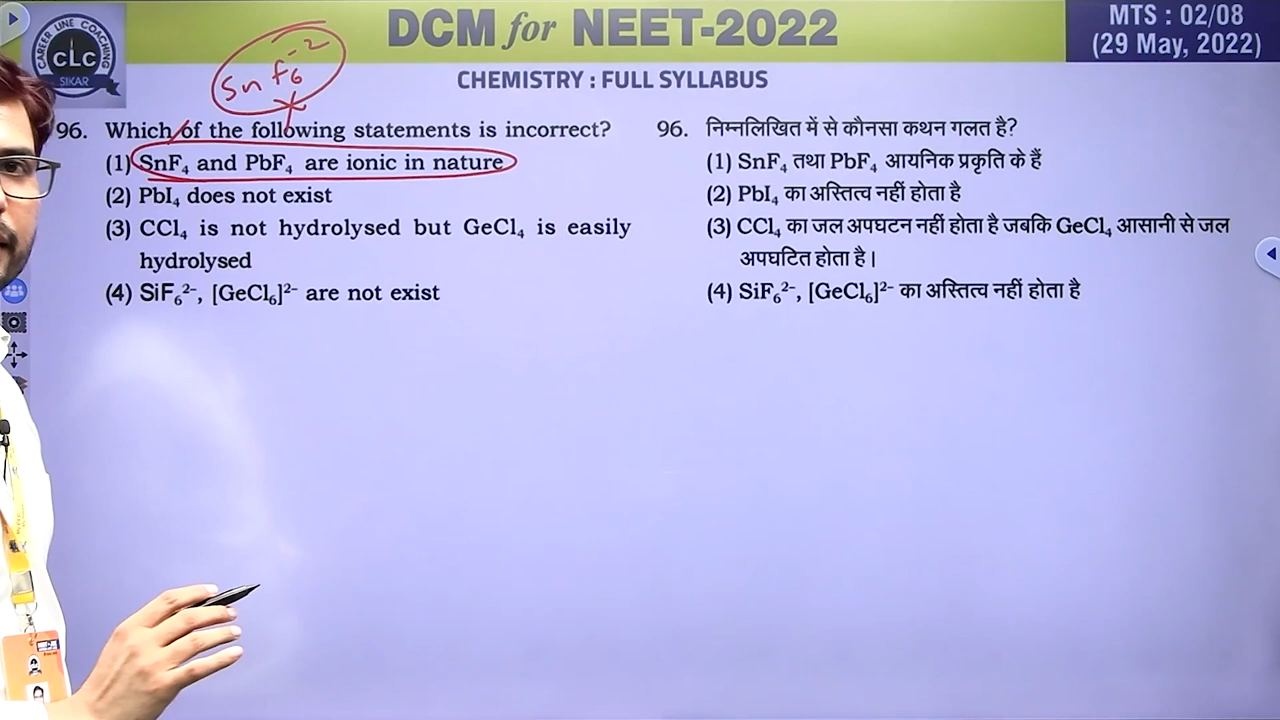 DCM for NEET-2022
MTS : 02/08
(29 May, 2022)
CAREER LINE COACHING
CLC
SIKAR
CHEMISTRY : FULL SYLLABUS
SnF₆⁻²
96. Which of the following statements is incorrect?
(1) SnF₄ and PbF₄ are ionic in nature
(2) PbI₄ does not exist
(3) CCl₄ is not hydrolysed but GeCl₄ is easily
hydrolysed
(4) SiF₆²⁻, [GeCl₆]²⁻ are not exist
96. निम्नलिखित में से कौनसा कथन गलत है?
(1) SnF₄ तथा PbF₄ आयनिक प्रकृति के हैं
(2) PbI₄ का अस्तित्व नहीं होता है
(3) CCl₄ का जल अपघटन नहीं होता है जबकि GeCl₄ आसानी से जल
अपघटित होता है।
(4) SiF₆²⁻, [GeCl₆]²⁻ का अस्तित्व नहीं होता है